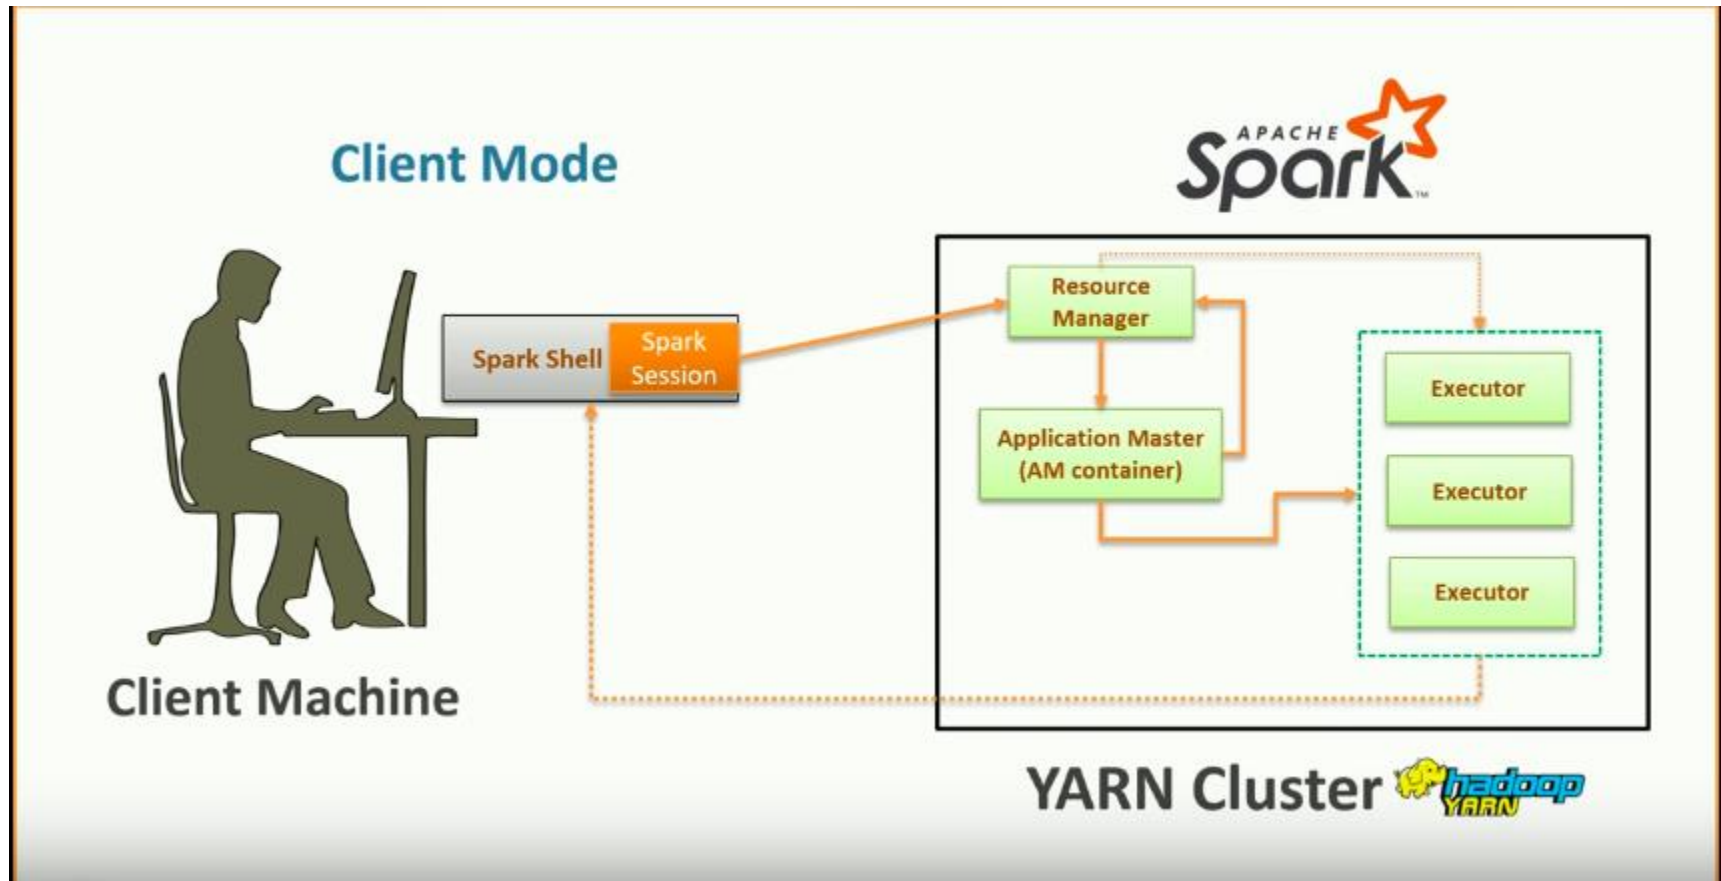 Client Mode
APACHE
Spark
TM
Spark Shell
Spark
Session
Resource
Manager
Application Master
(AM container)
Executor
Executor
Executor
Client Machine
YARN Cluster
hadoop
YARN